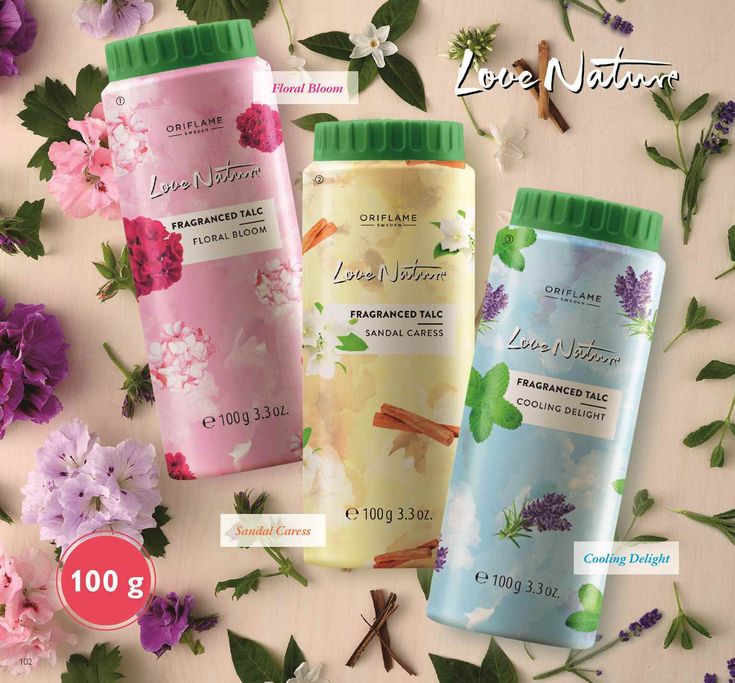 Love Nature
Floral Bloom
①
ORIFLAME
SWEDEN
Love Nature
FRAGRANCED TALC
FLORAL BLOOM
℮ 100 g 3.3 oz.
②
ORIFLAME
SWEDEN
Love Nature
FRAGRANCED TALC
SANDAL CARESS
℮ 100 g 3.3 oz.
Sandal Caress
③
ORIFLAME
SWEDEN
Love Nature
FRAGRANCED TALC
COOLING DELIGHT
℮ 100 g 3.3 oz.
Cooling Delight
100 g
102